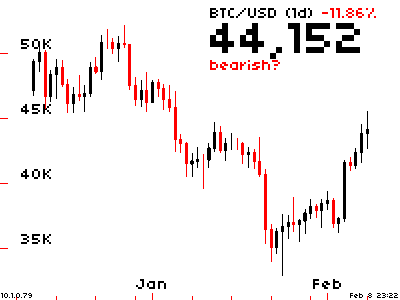 BTC/USD (1d) -11.86%
44,152
bearish?
50K
45K
40K
35K
Jan Feb
10.1.0.79 Feb 8 23:22